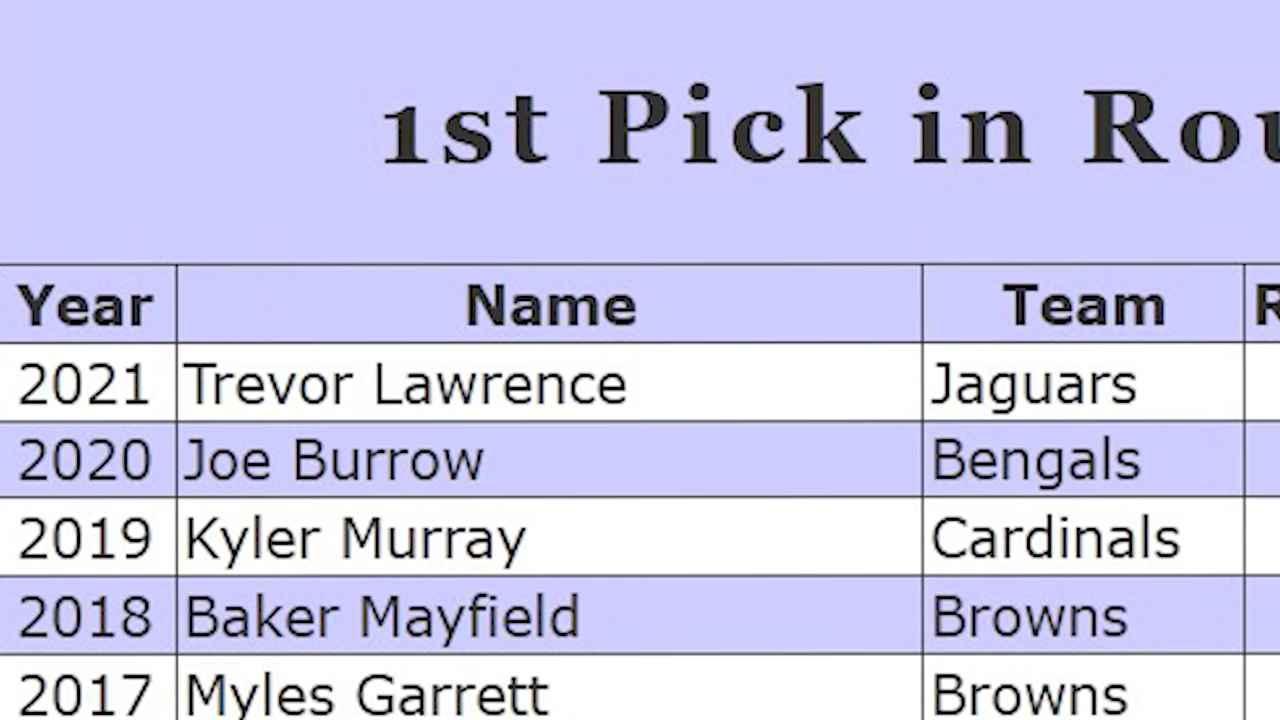 1st Pick in Rou
Year Name Team R
2021 Trevor Lawrence Jaguars
2020 Joe Burrow Bengals
2019 Kyler Murray Cardinals
2018 Baker Mayfield Browns
2017 Myles Garrett Browns